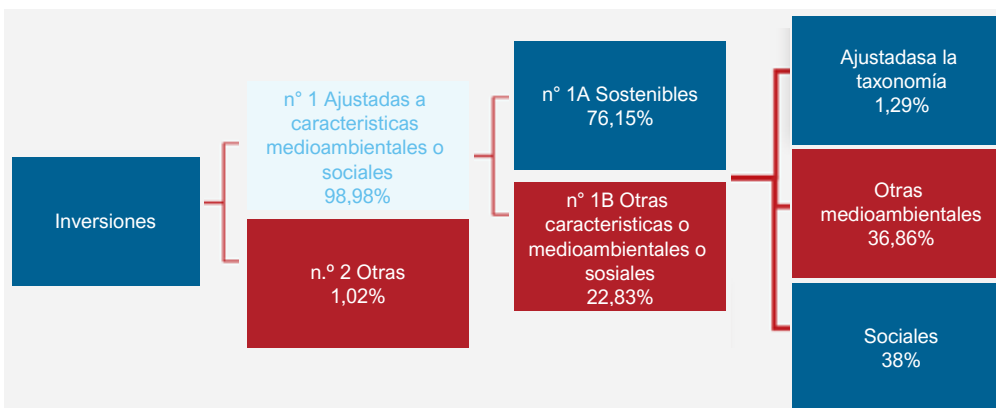 Inversiones
n° 1 Ajustadas a
caracteristicas
medioambientales o
sociales
98,98%
n.º 2 Otras
1,02%
n° 1A Sostenibles
76,15%
n° 1B Otras
caracteristicas o
medioambientales o
sosiales
22,83%
Ajustadasa la
taxonomía
1,29%
Otras
medioambientales
36,86%
Sociales
38%